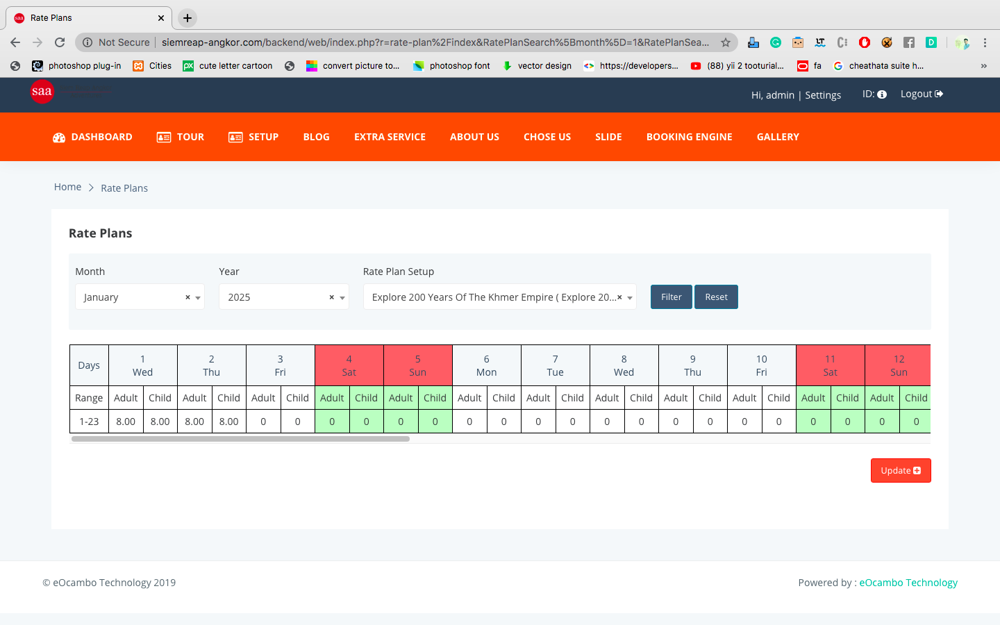 Rate Plans
Not Secure | siemreap-angkor.com/backend/web/index.php?r=rate-plan%2Findex&RatePlanSearch%5Bmonth%5D=1&RatePlanSea...
photoshop plug-in Cities cute letter cartoon convert picture to... photoshop font vector design https://developers... (88) yii 2 tooturial... fa cheathata suite h... »
saa
Hi, admin | Settings ID: Logout
DASHBOARD TOUR SETUP BLOG EXTRA SERVICE ABOUT US CHOSE US SLIDE BOOKING ENGINE GALLERY
Home Rate Plans
Rate Plans
Month Year Rate Plan Setup
January × 2025 × Explore 200 Years Of The Khmer Empire ( Explore 20...× Filter Reset
Days 1 Wed 2 Thu 3 Fri 4 Sat 5 Sun 6 Mon 7 Tue 8 Wed 9 Thu 10 Fri 11 Sat 12 Sun
Range Adult Child Adult Child Adult Child Adult Child Adult Child Adult Child Adult Child Adult Child Adult Child Adult Child Adult Child Adult Child
1-23 8.00 8.00 8.00 8.00 0 0 0 0 0 0 0 0 0 0 0 0 0 0 0 0 0 0 0 0
Update
© eOcambo Technology 2019
Powered by : eOcambo Technology